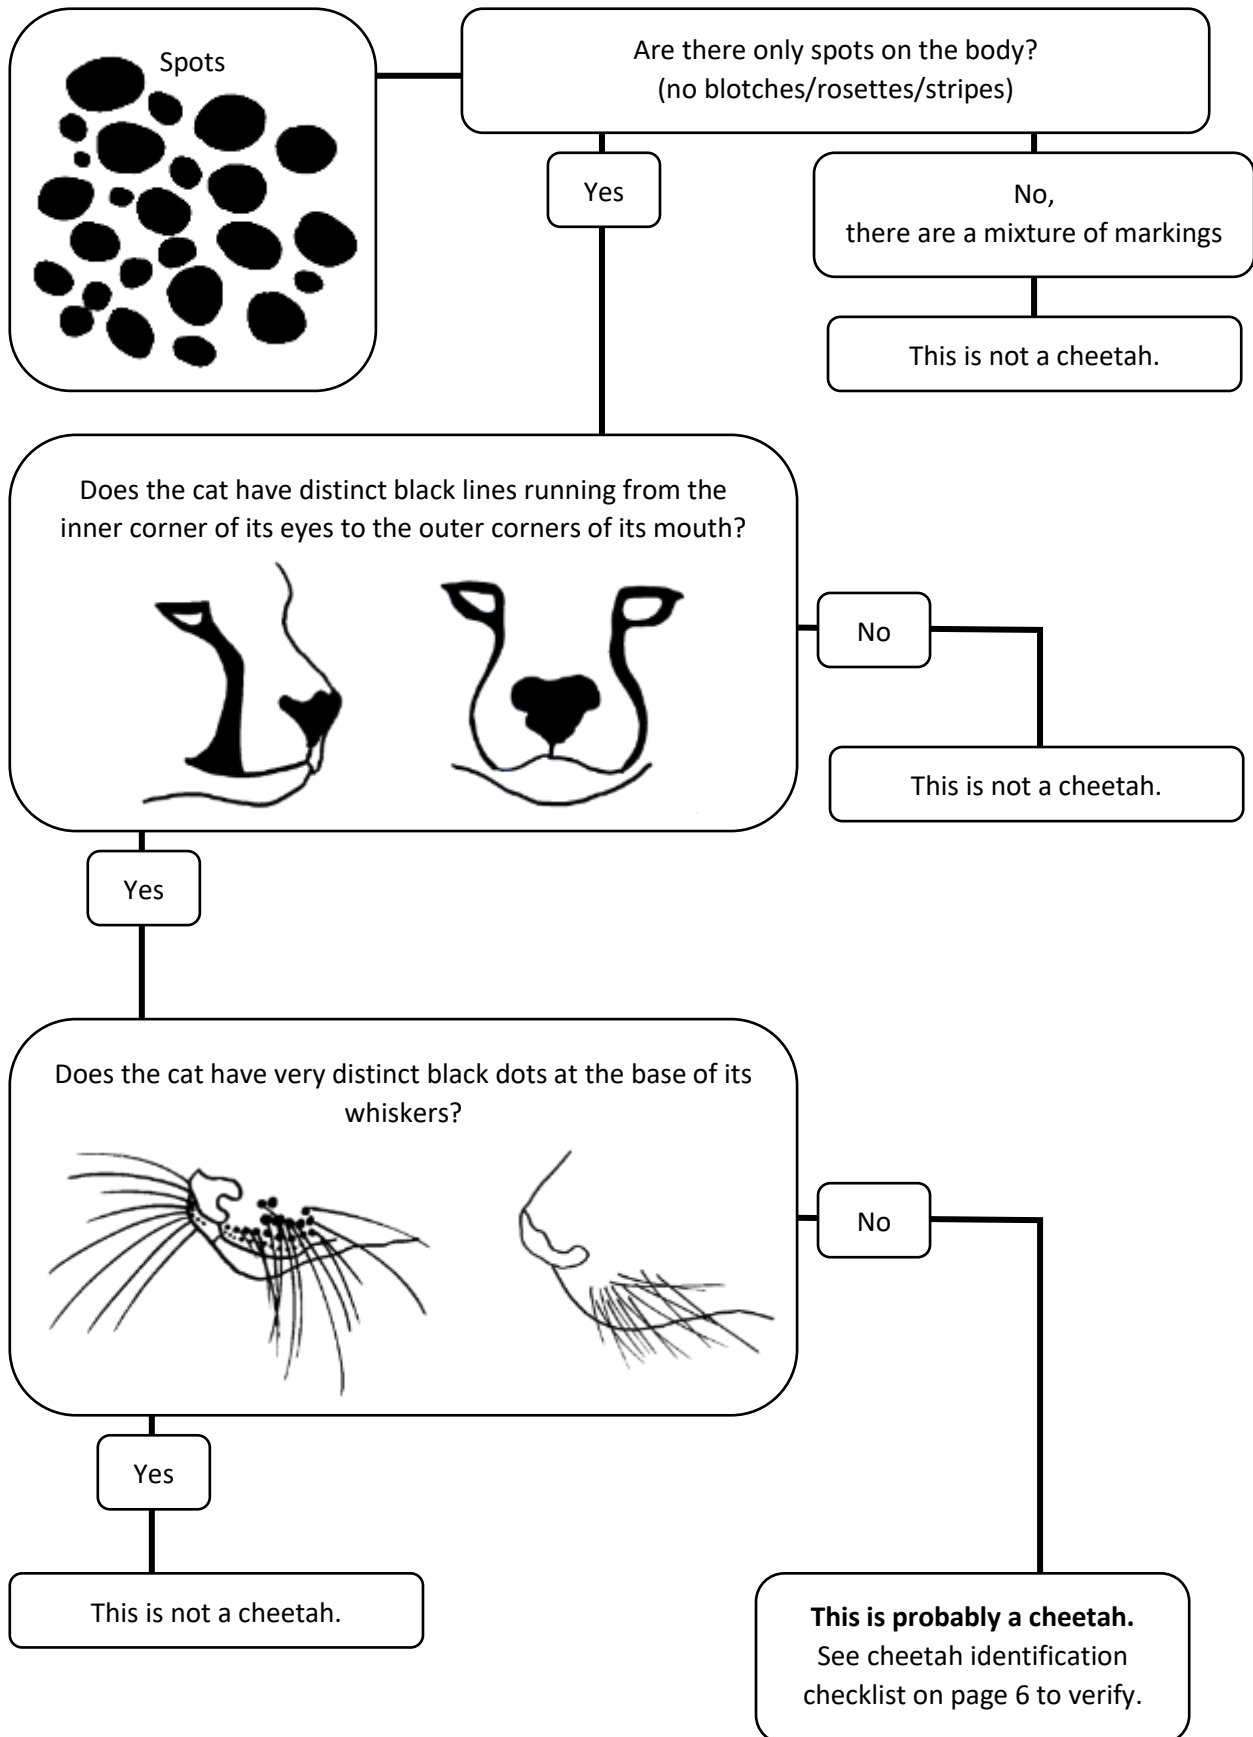 Spots
Are there only spots on the body?
(no blotches/rosettes/stripes)
Yes
No,
there are a mixture of markings
This is not a cheetah.
Does the cat have distinct black lines running from the
inner corner of its eyes to the outer corners of its mouth?
No
This is not a cheetah.
Yes
Does the cat have very distinct black dots at the base of its
whiskers?
No
Yes
This is not a cheetah.
This is probably a cheetah.
See cheetah identification
checklist on page 6 to verify.